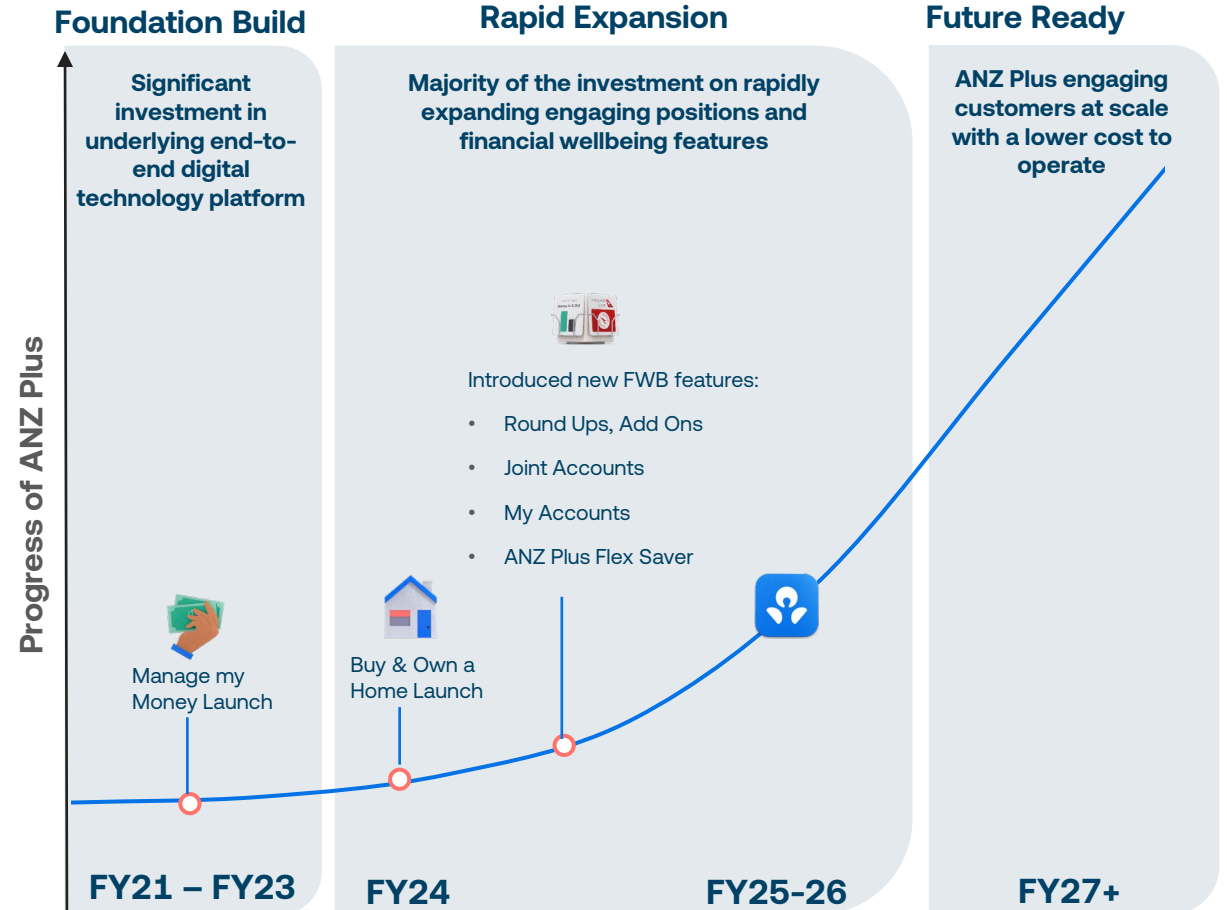 Foundation Build
Rapid Expansion
Future Ready
Significant
investment in
underlying end-to-
end digital
technology platform
Majority of the investment on rapidly
expanding engaging positions and
financial wellbeing features
ANZ Plus engaging
customers at scale
with a lower cost to
operate
Progress of ANZ Plus
Introduced new FWB features:
• Round Ups, Add Ons
• Joint Accounts
• My Accounts
• ANZ Plus Flex Saver
Manage my
Money Launch
Buy & Own a
Home Launch
FY21 – FY23
FY24
FY25-26
FY27+